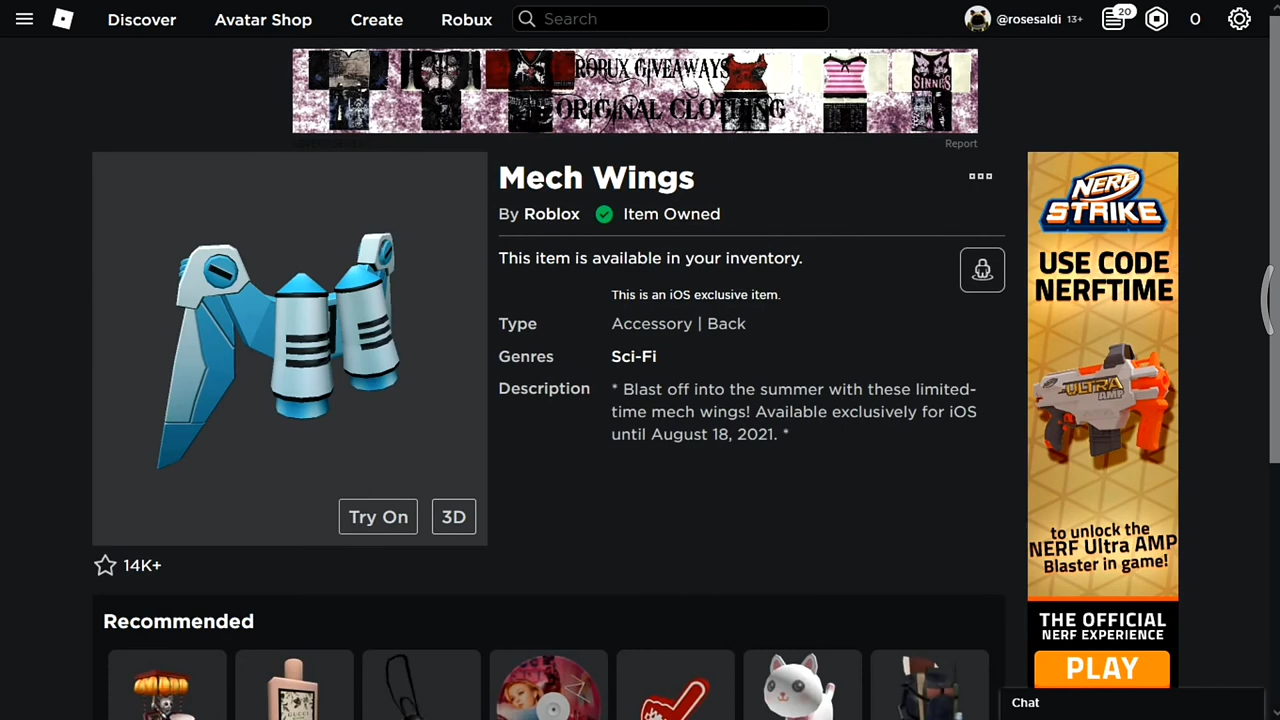 Discover Avatar Shop Create Robux Search @rosesaldi 13+ 20 0
ROBUX GIVEAWAYS
ORIGINAL CLOTHING
SINNERS
Report
Mech Wings
By Roblox Item Owned
This item is available in your inventory.
This is an iOS exclusive item.
Type Accessory | Back
Genres Sci-Fi
Description * Blast off into the summer with these limited-
time mech wings! Available exclusively for iOS
until August 18, 2021. *
Try On 3D
14K+
Recommended
NERF
STRIKE
USE CODE
NERFTIME
NERF
ULTRA
AMP
to unlock the
NERF Ultra AMP
Blaster in game!
THE OFFICIAL
NERF EXPERIENCE
PLAY
Chat